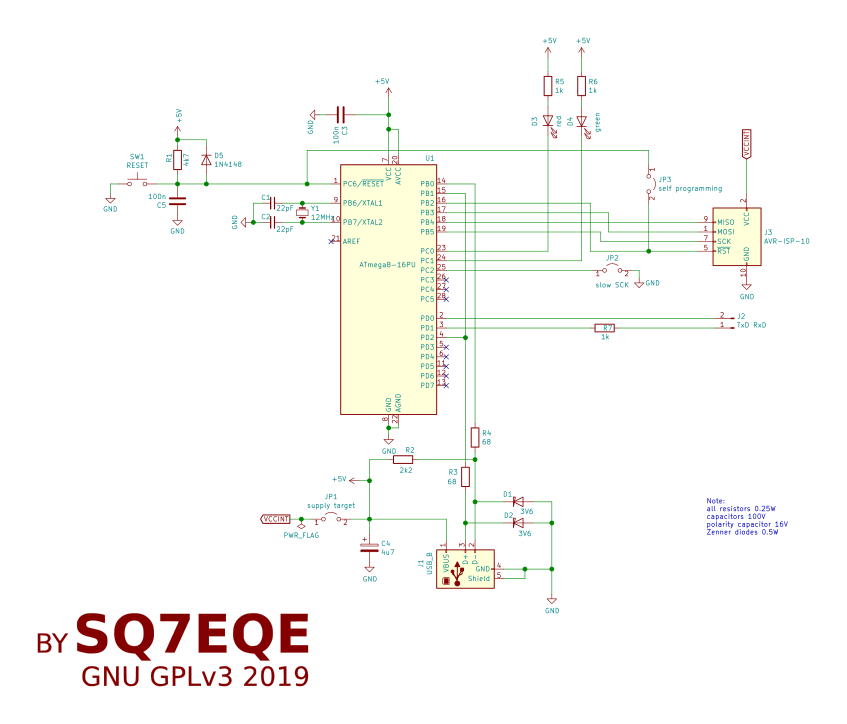 +5V
+5V
R5
1k
R6
1k
D3
red
D4
green
+5V
GND
100n
C3
+5V
R1
4k7
D5
1N4148
SW1
RESET
GND
100n
C5
GND
7
20
U1
VCC
AVCC
1
PC6/RESET
9
PB6/XTAL1
10
PB7/XTAL2
21
AREF
ATmega8-16PU
C1
22pF
C2
22pF
Y1
12MHz
GND
PB0
14
PB1
15
PB2
16
PB3
17
PB4
18
PB5
19
PC0
23
PC1
24
PC2
25
PC3
26
PC4
27
PC5
28
PD0
2
PD1
3
PD2
4
PD3
5
PD4
6
PD5
11
PD6
12
PD7
13
GND
AGND
8
22
GND
JP3
1
2
self programming
VCCINT
2
VCC
9
MISO
1
MOSI
7
SCK
5
RST
GND
10
J3
AVR-ISP-10
GND
JP2
1
2
slow SCK
GND
2
1
J2
TxD RxD
R7
1k
R4
68
R2
2k2
R3
68
+5V
JP1
supply target
VCCINT
1
2
PWR_FLAG
C4
4u7
+
GND
D1
3V6
D2
3V6
1
3
2
J1
USB_B
VBUS
D+
D-
GND
4
Shield
5
GND
Note:
all resistors 0.25W
capacitors 100V
polarity capacitor 16V
Zenner diodes 0.5W
BY SQ7EQE
GNU GPLv3 2019